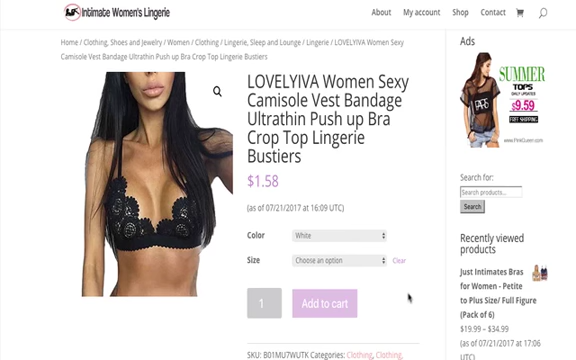 Intimate Women's Lingerie
About My account Shop Contact
Home / Clothing, Shoes and Jewelry / Women / Clothing / Lingerie, Sleep and Lounge / Lingerie / LOVELYIVA Women Sexy
Camisole Vest Bandage Ultrathin Push up Bra Crop Top Lingerie Bustiers
LOVELYIVA Women Sexy
Camisole Vest Bandage
Ultrathin Push up Bra
Crop Top Lingerie
Bustiers
$1.58
(as of 07/21/2017 at 16:09 UTC)
Color White
Size Choose an option Clear
1 Add to cart
SKU: B01MU7WUTK Categories: Clothing, Clothing,
Ads
SUMMER
TOPS
DAILY UPDATES
$9.59
FREE SHIPPING
www.PinkQueen.com
Search for:
Search products...
Search
Recently viewed
products
Just Intimates Bras
for Women - Petite
to Plus Size/ Full Figure
(Pack of 6)
$19.99 – $34.99
(as of 07/21/2017 at 17:06
UTC)